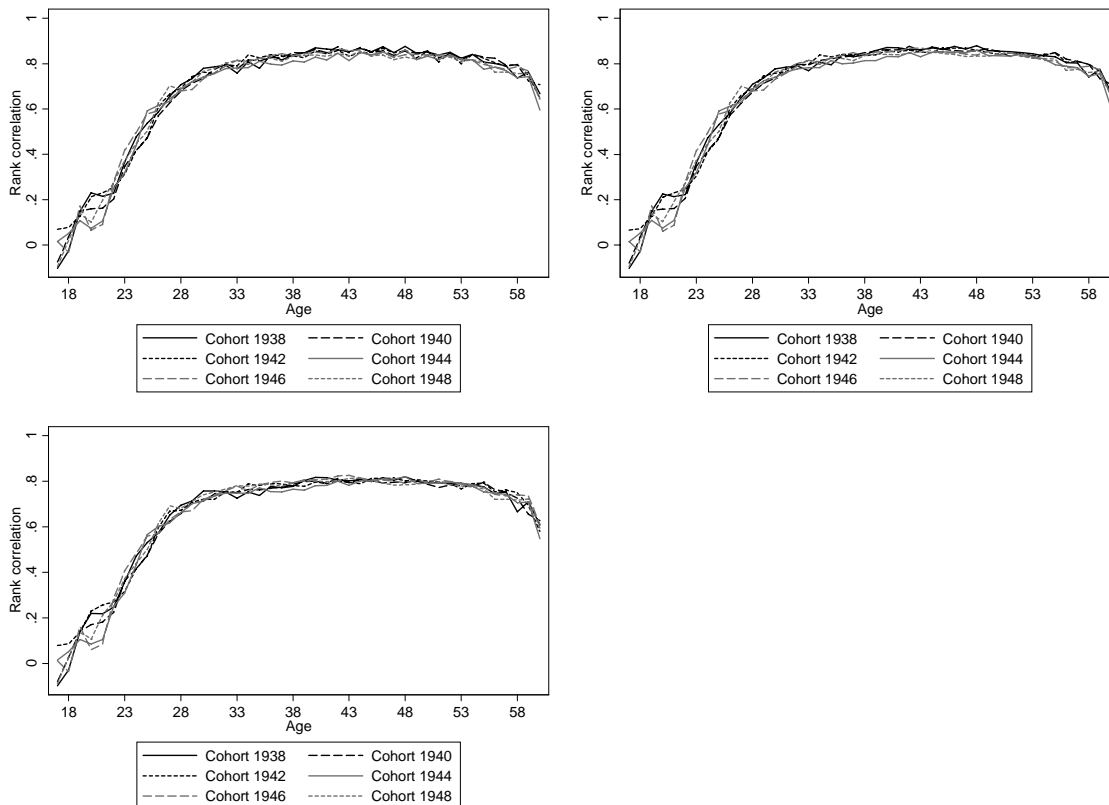 Rank correlation
0 .2 .4 .6 .8 1
18 23 28 33 38 43 48 53 58
Age
Cohort 1938 Cohort 1940
Cohort 1942 Cohort 1944
Cohort 1946 Cohort 1948
Rank correlation
0 .2 .4 .6 .8 1
18 23 28 33 38 43 48 53 58
Age
Cohort 1938 Cohort 1940
Cohort 1942 Cohort 1944
Cohort 1946 Cohort 1948
Rank correlation
0 .2 .4 .6 .8 1
18 23 28 33 38 43 48 53 58
Age
Cohort 1938 Cohort 1940
Cohort 1942 Cohort 1944
Cohort 1946 Cohort 1948